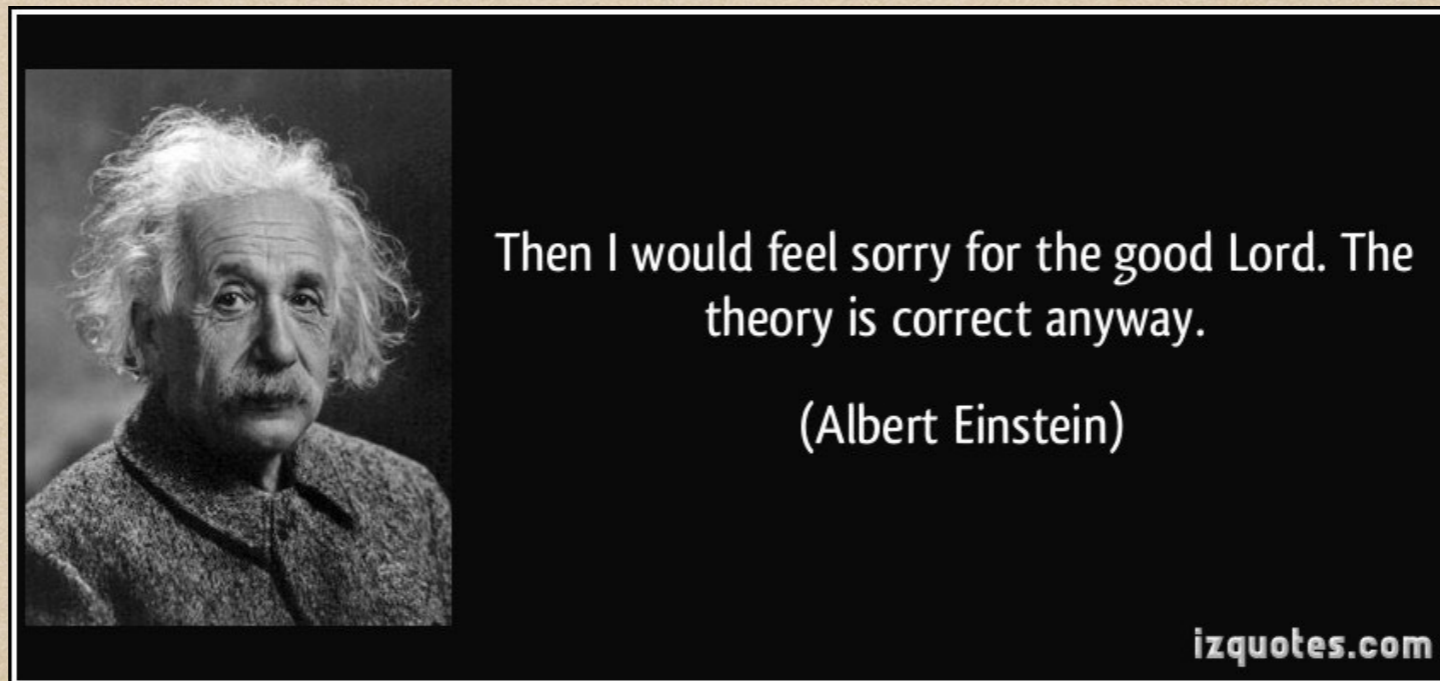 Then I would feel sorry for the good Lord. The
theory is correct anyway.
(Albert Einstein)
izquotes.com